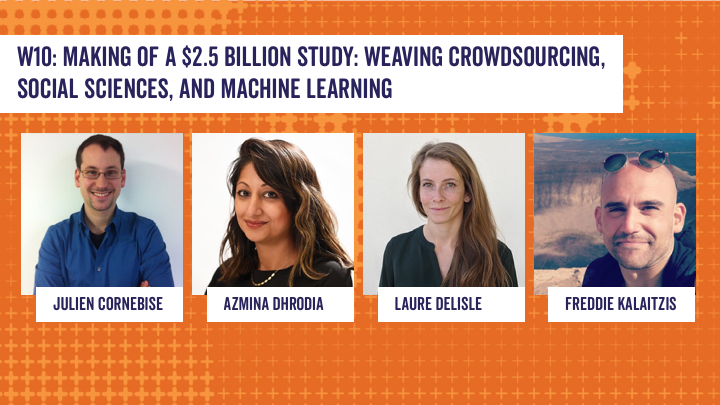 W10: MAKING OF A $2.5 BILLION STUDY: WEAVING CROWDSOURCING,
SOCIAL SCIENCES, AND MACHINE LEARNING
JULIEN CORNEBISE
AZMINA DHRODIA
LAURE DELISLE
FREDDIE KALAITZIS